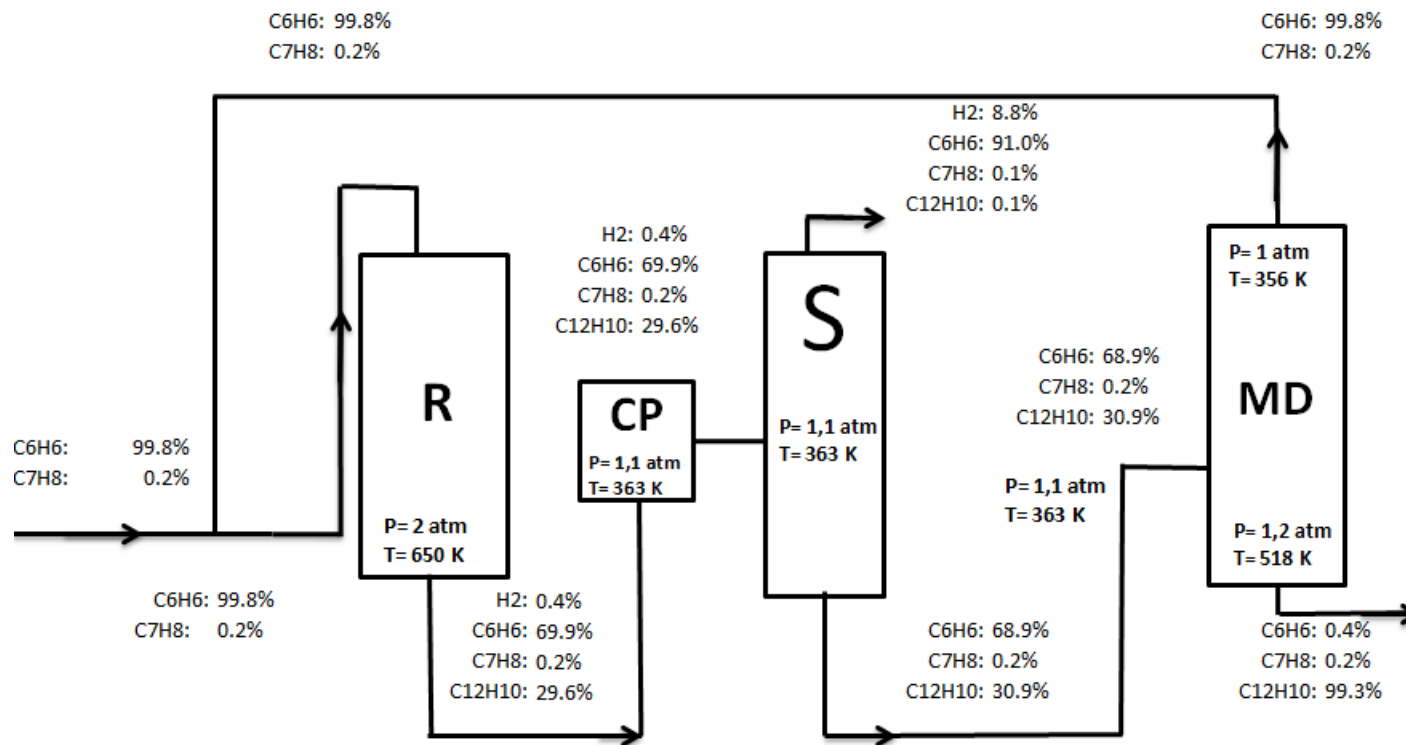 C6H6: 99.8%
C7H8: 0.2%
C6H6: 99.8%
C7H8: 0.2%
H2: 8.8%
C6H6: 91.0%
C7H8: 0.1%
C12H10: 0.1%
H2: 0.4%
C6H6: 69.9%
C7H8: 0.2%
C12H10: 29.6%
R
P= 2 atm
T= 650 K
CP
P= 1,1 atm
T= 363 K
S
P= 1,1 atm
T= 363 K
P= 1 atm
T= 356 K
MD
P= 1,2 atm
T= 518 K
C6H6: 68.9%
C7H8: 0.2%
C12H10: 30.9%
P= 1,1 atm
T= 363 K
C6H6: 99.8%
C7H8: 0.2%
C6H6: 99.8%
C7H8: 0.2%
H2: 0.4%
C6H6: 69.9%
C7H8: 0.2%
C12H10: 29.6%
C6H6: 68.9%
C7H8: 0.2%
C12H10: 30.9%
C6H6: 0.4%
C7H8: 0.2%
C12H10: 99.3%